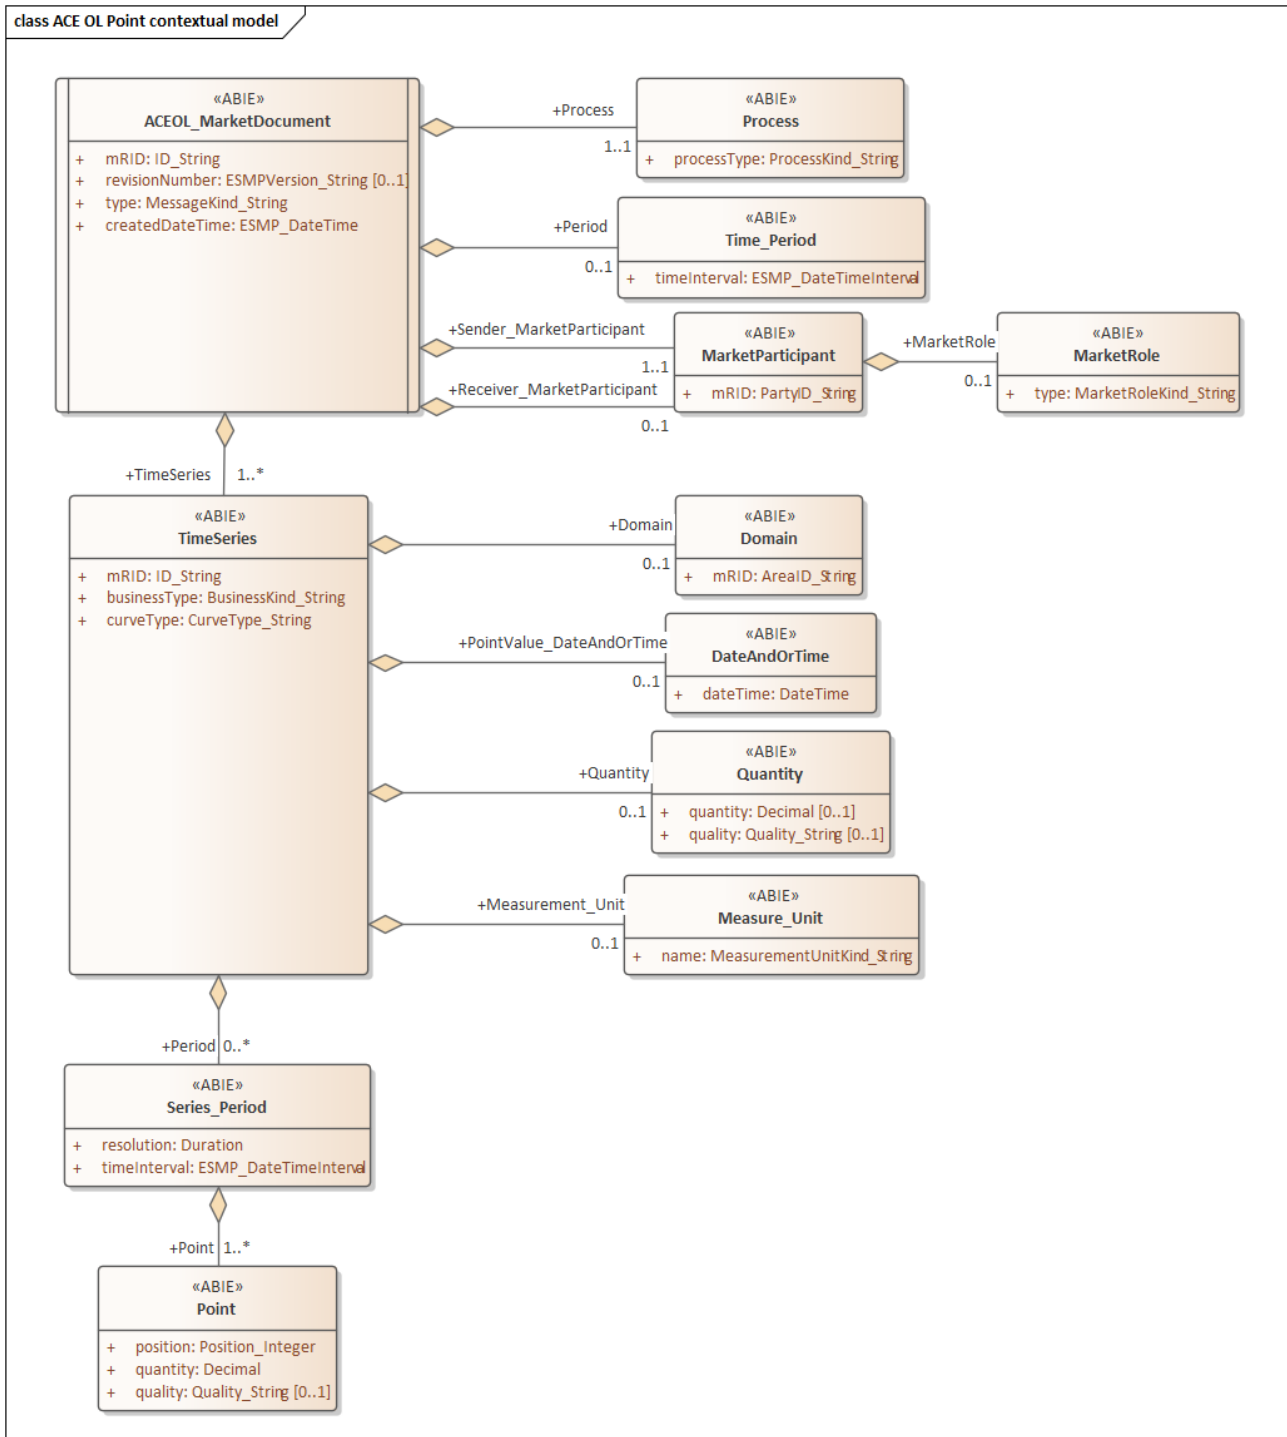 class ACE OL Point contextual model
«ABIE»
ACEOL_MarketDocument
+ mRID: ID_String
+ revisionNumber: ESMPVersion_String [0..1]
+ type: MessageKind_String
+ createdDateTime: ESMP_DateTime
+Process
1..1
«ABIE»
Process
+ processType: ProcessKind_String
+Period
0..1
«ABIE»
Time_Period
+ timeInterval: ESMP_DateTimeInterval
+Sender_MarketParticipant
1..1
+Receiver_MarketParticipant
0..1
«ABIE»
MarketParticipant
+ mRID: PartyID_String
+MarketRole
0..1
«ABIE»
MarketRole
+ type: MarketRoleKind_String
+TimeSeries 1..*
«ABIE»
TimeSeries
+ mRID: ID_String
+ businessType: BusinessKind_String
+ curveType: CurveType_String
+Domain
0..1
«ABIE»
Domain
+ mRID: AreaID_String
+PointValue_DateAndOrTime
0..1
«ABIE»
DateAndOrTime
+ dateTime: DateTime
+Quantity
0..1
«ABIE»
Quantity
+ quantity: Decimal [0..1]
+ quality: Quality_String [0..1]
+Measurement_Unit
0..1
«ABIE»
Measure_Unit
+ name: MeasurementUnitKind_String
+Period 0..*
«ABIE»
Series_Period
+ resolution: Duration
+ timeInterval: ESMP_DateTimeInterval
+Point 1..*
«ABIE»
Point
+ position: Position_Integer
+ quantity: Decimal
+ quality: Quality_String [0..1]